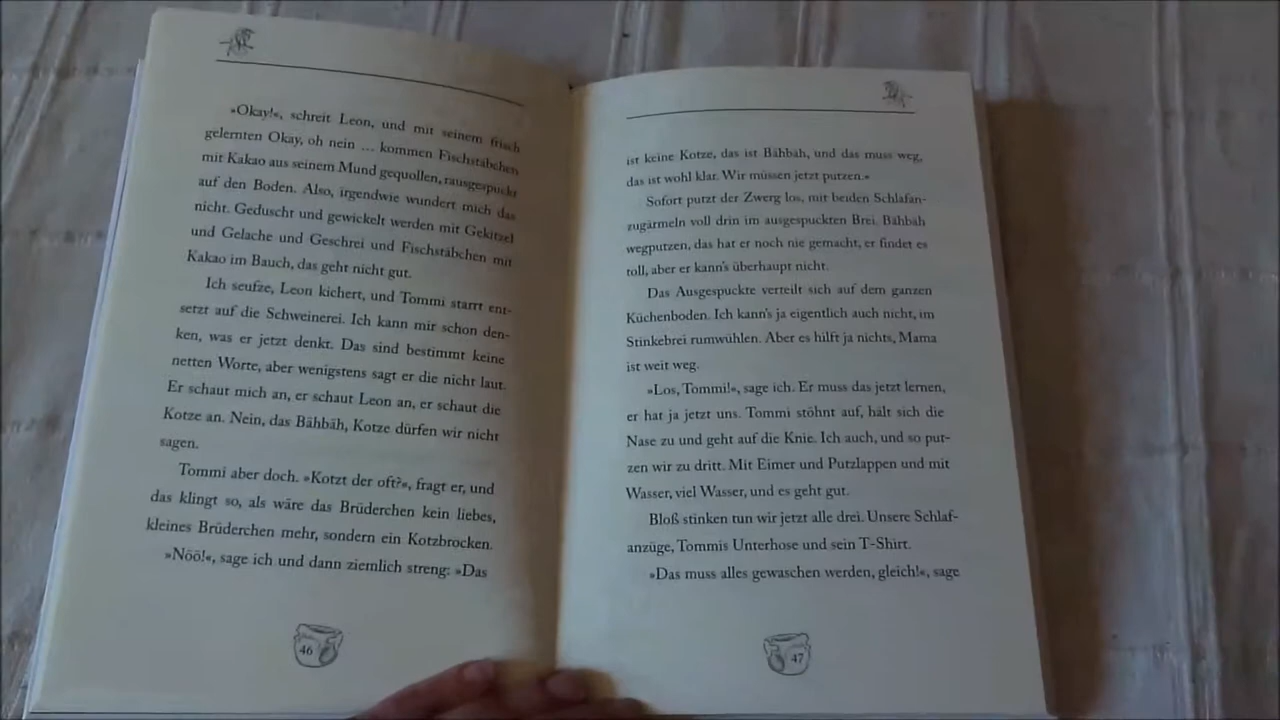 »Okay!«, schreit Leon, und mit seinem frisch
gelernten Okay, oh nein ... kommen Fischstäbchen
mit Kakao aus seinem Mund gequollen, rausgespuckt
auf den Boden. Also, irgendwie wundert mich das
nicht. Geduscht und gewickelt werden mit Gekitzel
und Gelache und Geschrei und Fischstäbchen mit
Kakao im Bauch, das geht nicht gut.
Ich seufze, Leon kichert, und Tommi starrt ent-
setzt auf die Schweinerei. Ich kann mir schon den-
ken, was er jetzt denkt. Das sind bestimmt keine
netten Worte, aber wenigstens sagt er die nicht laut.
Er schaut mich an, er schaut Leon an, er schaut die
Kotze an. Nein, das Bähbäh, Kotze dürfen wir nicht
sagen.
Tommi aber doch. »Kotzt der oft?«, fragt er, und
das klingt so, als wäre das Brüderchen kein liebes,
kleines Brüderchen mehr, sondern ein Kotzbrocken.
»Nöö!«, sage ich und dann ziemlich streng: »Das
46
ist keine Kotze, das ist Bähbäh, und das muss weg,
das ist wohl klar. Wir müssen jetzt putzen.«
Sofort putzt der Zwerg los, mit beiden Schlafan-
zugärmeln voll drin im ausgespuckten Brei. Bähbäh
wegputzen, das hat er noch nie gemacht, er findet es
toll, aber er kann's überhaupt nicht.
Das Ausgespuckte verteilt sich auf dem ganzen
Küchenboden. Ich kann's ja eigentlich auch nicht, im
Stinkebrei rumwühlen. Aber es hilft ja nichts, Mama
ist weit weg.
»Los, Tommi!«, sage ich. Er muss das jetzt lernen,
er hat ja jetzt uns. Tommi stöhnt auf, hält sich die
Nase zu und geht auf die Knie. Ich auch, und so put-
zen wir zu dritt. Mit Eimer und Putzlappen und mit
Wasser, viel Wasser, und es geht gut.
Bloß stinken tun wir jetzt alle drei. Unsere Schlaf-
anzüge, Tommis Unterhose und sein T-Shirt.
»Das muss alles gewaschen werden, gleich!«, sage
47